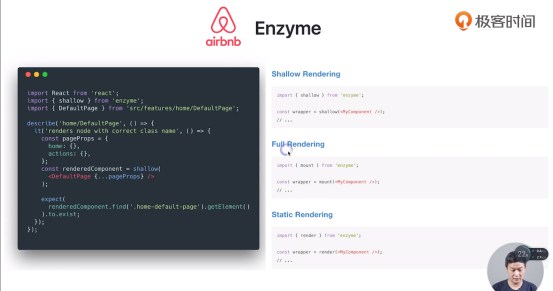 airbnb
Enzyme
极客时间
import React from 'react';
import { shallow } from 'enzyme';
import { DefaultPage } from 'src/features/home/DefaultPage';
describe('home/DefaultPage', () => {
it('renders node with correct class name', () => {
const pageProps = {
home: {},
actions: {},
};
const renderedComponent = shallow(
<DefaultPage {...pageProps} />
);
expect(
renderedComponent.find('.home-default-page').getElement()
).to.exist;
});
});
Shallow Rendering
import { shallow } from 'enzyme';
const wrapper = shallow(<MyComponent />);
// ...
Full Rendering
import { mount } from 'enzyme';
const wrapper = mount(<MyComponent />);
// ...
Static Rendering
import { render } from 'enzyme';
const wrapper = render(<MyComponent />);
// ...